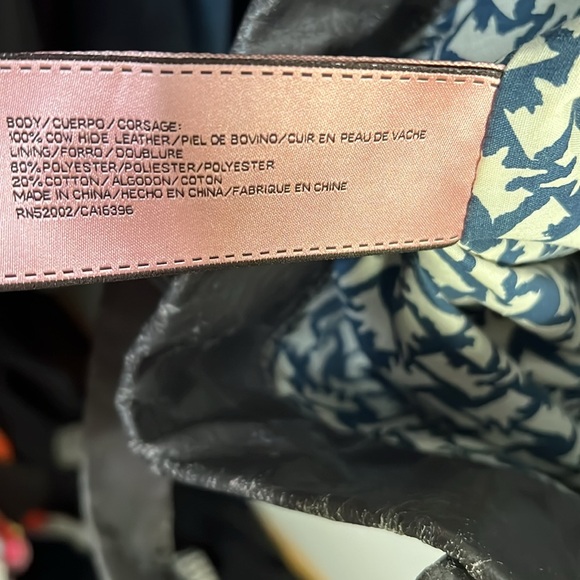 BODY/CUERPO/CORSAGE:
100% COW HIDE LEATHER/PIEL DE BOVINO/CUIR EN PEAU DE VACHE
LINING/FORRO/DOUBLURE
80% POLYESTER/POLIESTER/POLYESTER
20% COTTON/ALGODON/COTON
MADE IN CHINA/HECHO EN CHINA/FABRIQUE EN CHINE
RN52002/CA16396